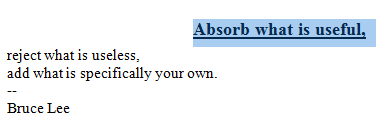 Absorb what is useful,
reject what is useless,
add what is specifically your own.
--
Bruce Lee